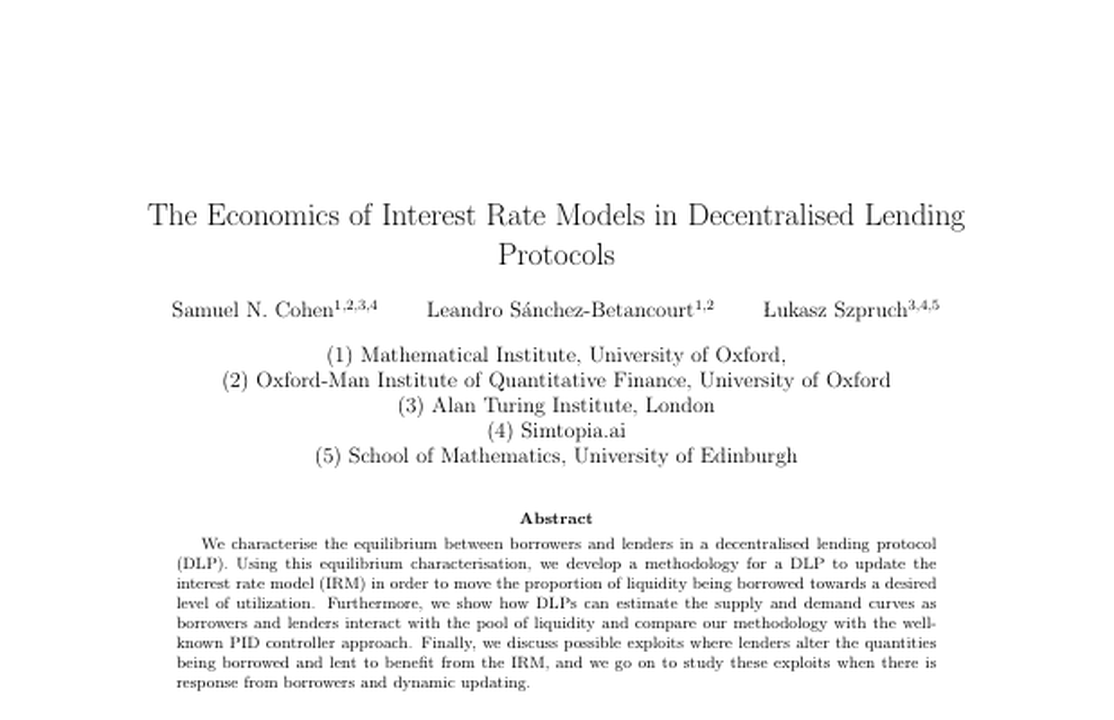 The Economics of Interest Rate Models in Decentralised Lending
Protocols
Samuel N. Cohen1,2,3,4 Leandro Sánchez-Betancourt1,2 Łukasz Szpruch3,4,5
(1) Mathematical Institute, University of Oxford,
(2) Oxford-Man Institute of Quantitative Finance, University of Oxford
(3) Alan Turing Institute, London
(4) Simtopia.ai
(5) School of Mathematics, University of Edinburgh
Abstract
We characterise the equilibrium between borrowers and lenders in a decentralised lending protocol
(DLP). Using this equilibrium characterisation, we develop a methodology for a DLP to update the
interest rate model (IRM) in order to move the proportion of liquidity being borrowed towards a desired
level of utilization. Furthermore, we show how DLPs can estimate the supply and demand curves as
borrowers and lenders interact with the pool of liquidity and compare our methodology with the well-
known PID controller approach. Finally, we discuss possible exploits where lenders alter the quantities
being borrowed and lent to benefit from the IRM, and we go on to study these exploits when there is
response from borrowers and dynamic updating.